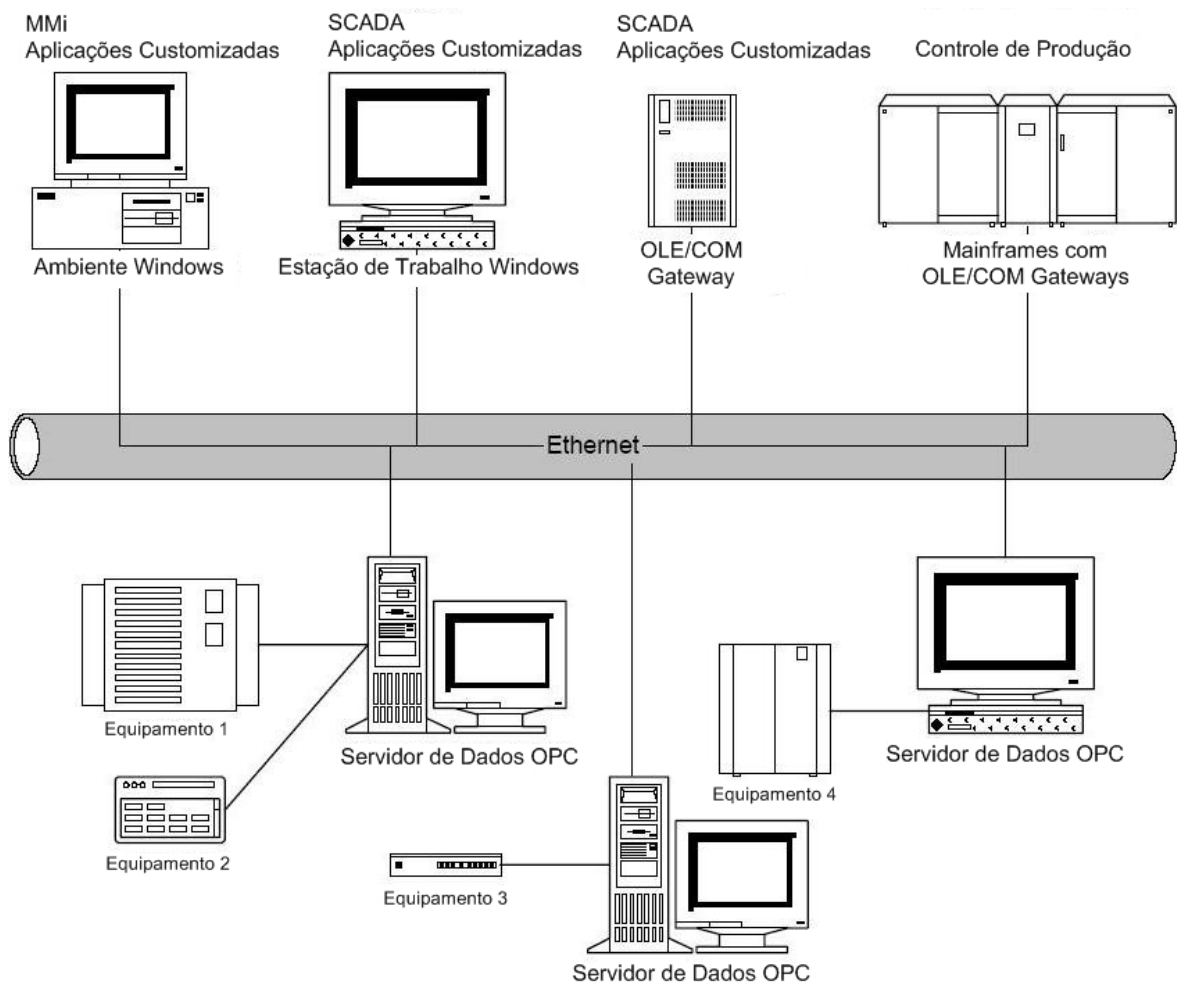 MMi
Aplicações Customizadas
SCADA
Aplicações Customizadas
SCADA
Aplicações Customizadas
Controle de Produção
Ambiente Windows
Estação de Trabalho Windows
OLE/COM
Gateway
Mainframes com
OLE/COM Gateways
Ethernet
Equipamento 1
Servidor de Dados OPC
Equipamento 2
Equipamento 3
Servidor de Dados OPC
Equipamento 4
Servidor de Dados OPC